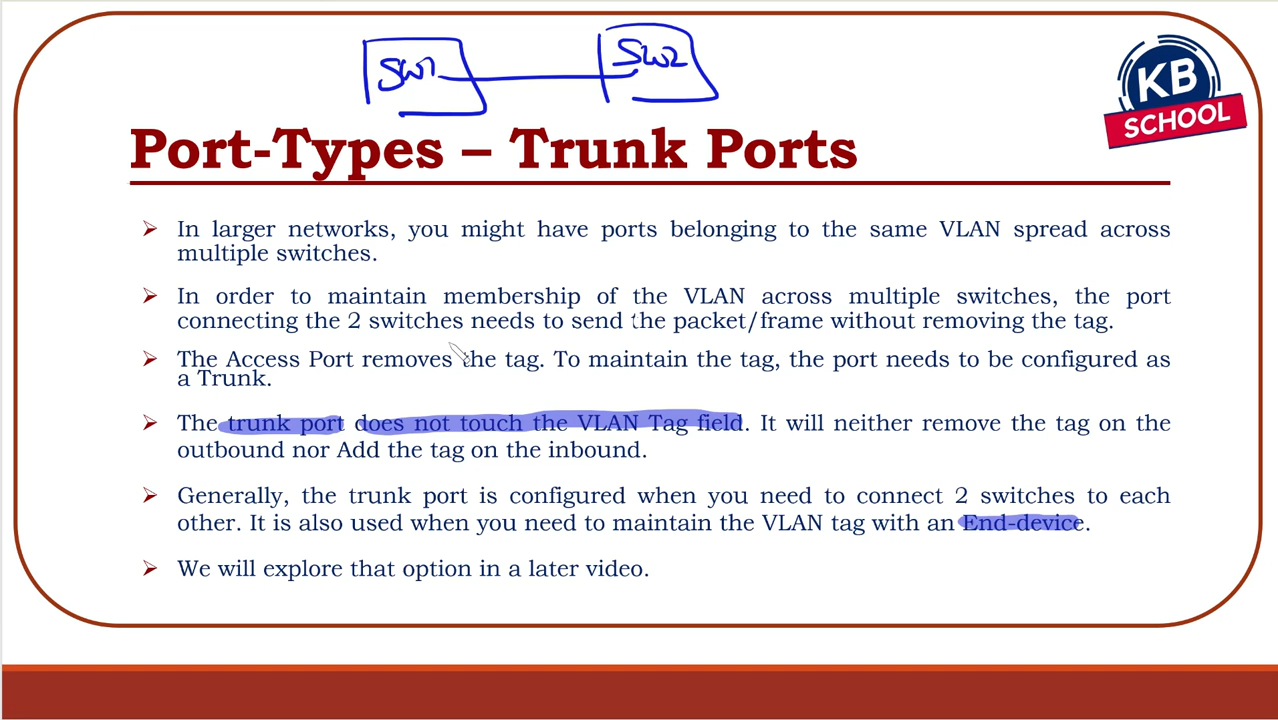 SW1
SW2
KB
SCHOOL
Port-Types – Trunk Ports
In larger networks, you might have ports belonging to the same VLAN spread across
multiple switches.
In order to maintain membership of the VLAN across multiple switches, the port
connecting the 2 switches needs to send the packet/frame without removing the tag.
The Access Port removes the tag. To maintain the tag, the port needs to be configured as
a Trunk.
The trunk port does not touch the VLAN Tag field. It will neither remove the tag on the
outbound nor Add the tag on the inbound.
Generally, the trunk port is configured when you need to connect 2 switches to each
other. It is also used when you need to maintain the VLAN tag with an End-device.
We will explore that option in a later video.